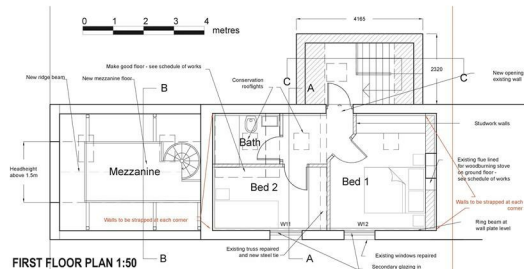 0 1 2 3 4
metres
4165
2320
Make good floor - see schedule of works
New ridge beam
New mezzanine floor
B
Conservation
rooflights
C
A
C
New opening
existing wall
Studwork walls
Bath
Headheight
above 1.5m
Mezzanine
Bed 2
Bed 1
Existing flue lined
for woodburning stove
on ground floor -
see schedule of works
Walls to be strapped at each
corner
Walls to be strapped at each corner
W11
W12
Ring beam at
wall plate level
Existing truss repaired
and new steel be
Existing windows repaired
B
A
Secondary glazing in
FIRST FLOOR PLAN 1:50